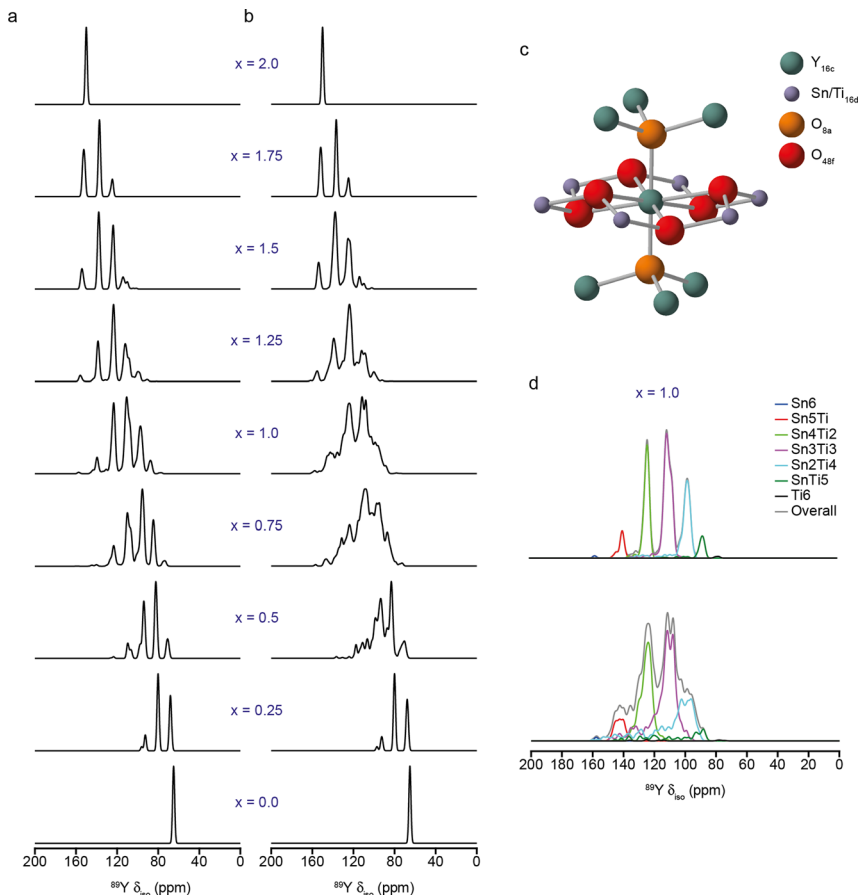 a
b
c
x = 2.0
x = 1.75
x = 1.5
x = 1.25
x = 1.0
x = 0.75
x = 0.5
x = 0.25
x = 0.0
200 160 120 80 40 0
⁸⁹Y δiso (ppm)
200 160 120 80 40 0
⁸⁹Y δiso (ppm)
Y16c
Sn/Ti16d
O8a
O48f
d
x = 1.0
Sn6
Sn5Ti
Sn4Ti2
Sn3Ti3
Sn2Ti4
SnTi5
Ti6
Overall
200 180 160 140 120 100 80 60 40 20 0
⁸⁹Y δiso (ppm)